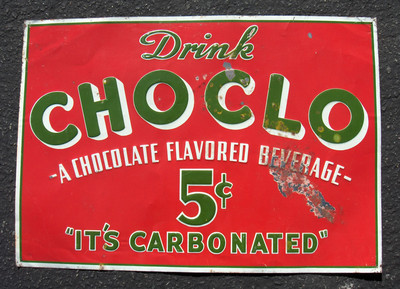 Drink
CHOCLO
-A CHOCOLATE FLAVORED BEVERAGE-
5¢
"IT'S CARBONATED"